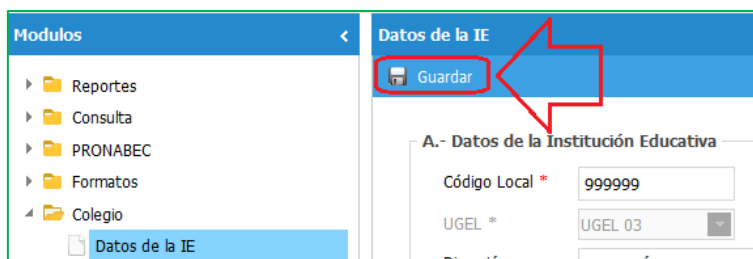 Modulos
Reportes
Consulta
PRONABEC
Formatos
Colegio
Datos de la IE
Datos de la IE
Guardar
A.- Datos de la Institución Educativa
Código Local *
999999
UGEL *
UGEL 03